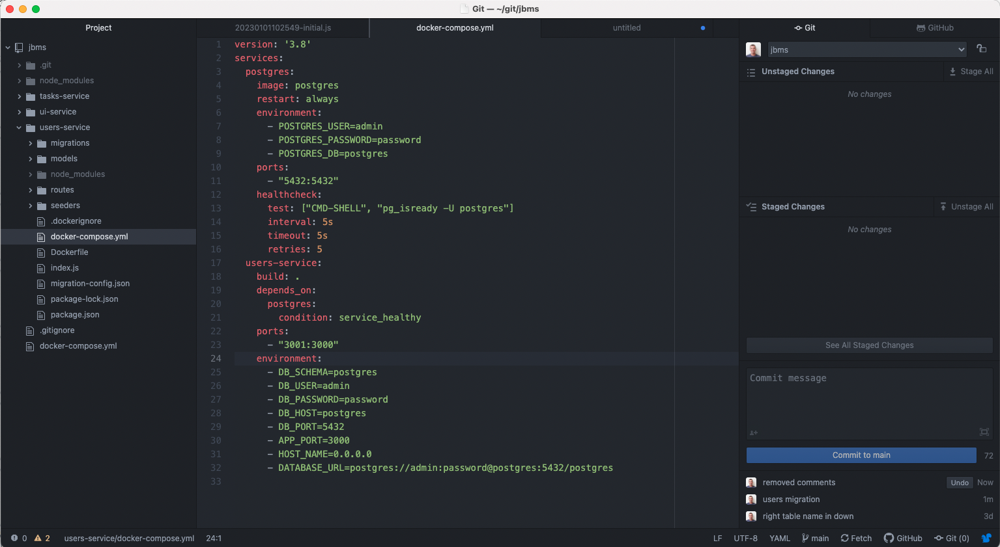 Git — ~/git/jbms
Project
jbms
.git
node_modules
tasks-service
ui-service
users-service
migrations
models
node_modules
routes
seeders
.dockerignore
docker-compose.yml
Dockerfile
index.js
migration-config.json
package-lock.json
package.json
.gitignore
docker-compose.yml
20230101102549-initial.js
docker-compose.yml
untitled
1 version: '3.8'
2 services:
3 postgres:
4 image: postgres
5 restart: always
6 environment:
7 - POSTGRES_USER=admin
8 - POSTGRES_PASSWORD=password
9 - POSTGRES_DB=postgres
10 ports:
11 - "5432:5432"
12 healthcheck:
13 test: ["CMD-SHELL", "pg_isready -U postgres"]
14 interval: 5s
15 timeout: 5s
16 retries: 5
17 users-service:
18 build: .
19 depends_on:
20 postgres:
21 condition: service_healthy
22 ports:
23 - "3001:3000"
24 environment:
25 - DB_SCHEMA=postgres
26 - DB_USER=admin
27 - DB_PASSWORD=password
28 - DB_HOST=postgres
29 - DB_PORT=5432
30 - APP_PORT=3000
31 - HOST_NAME=0.0.0.0
32 - DATABASE_URL=postgres://admin:password@postgres:5432/postgres
33
Git
GitHub
jbms
Unstaged Changes
Stage All
No changes
Staged Changes
Unstage All
No changes
See All Staged Changes
Commit message
Commit to main
72
removed comments Undo Now
users migration 1m
right table name in down 3d
0 2 users-service/docker-compose.yml 24:1 LF UTF-8 YAML main Fetch GitHub Git (0)